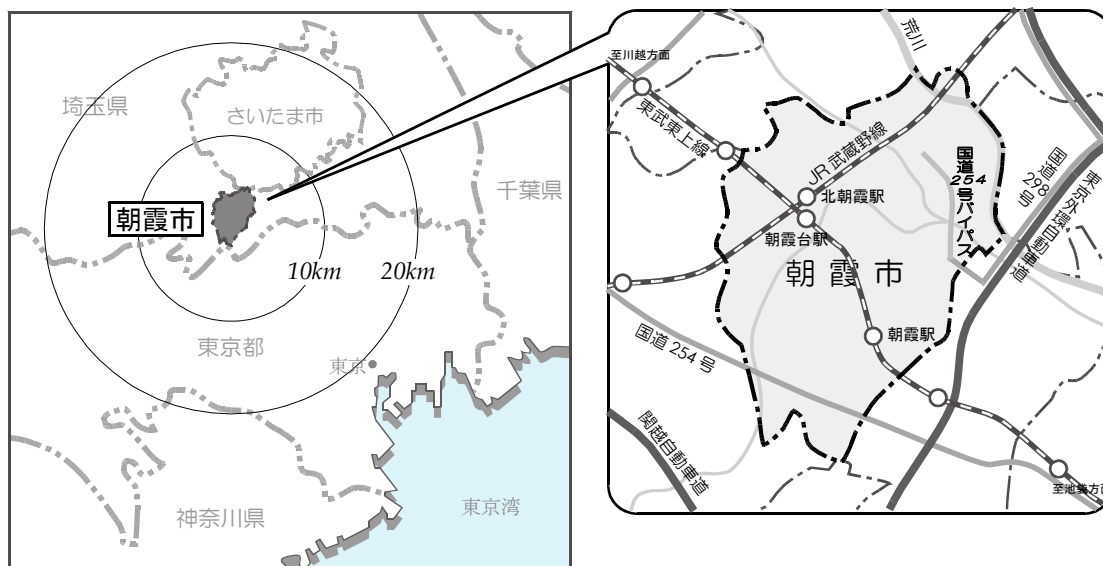 埼玉県
さいたま市
千葉県
朝霞市
10km
20km
東京都
東京
神奈川県
東京湾
至川越方面
荒川
東武東上線
JR武蔵野線
国道254号バイパス
国道298号
東京外環自動車道
北朝霞駅
朝霞台駅
朝霞市
国道254号
朝霞駅
関越自動車道
至池袋方面